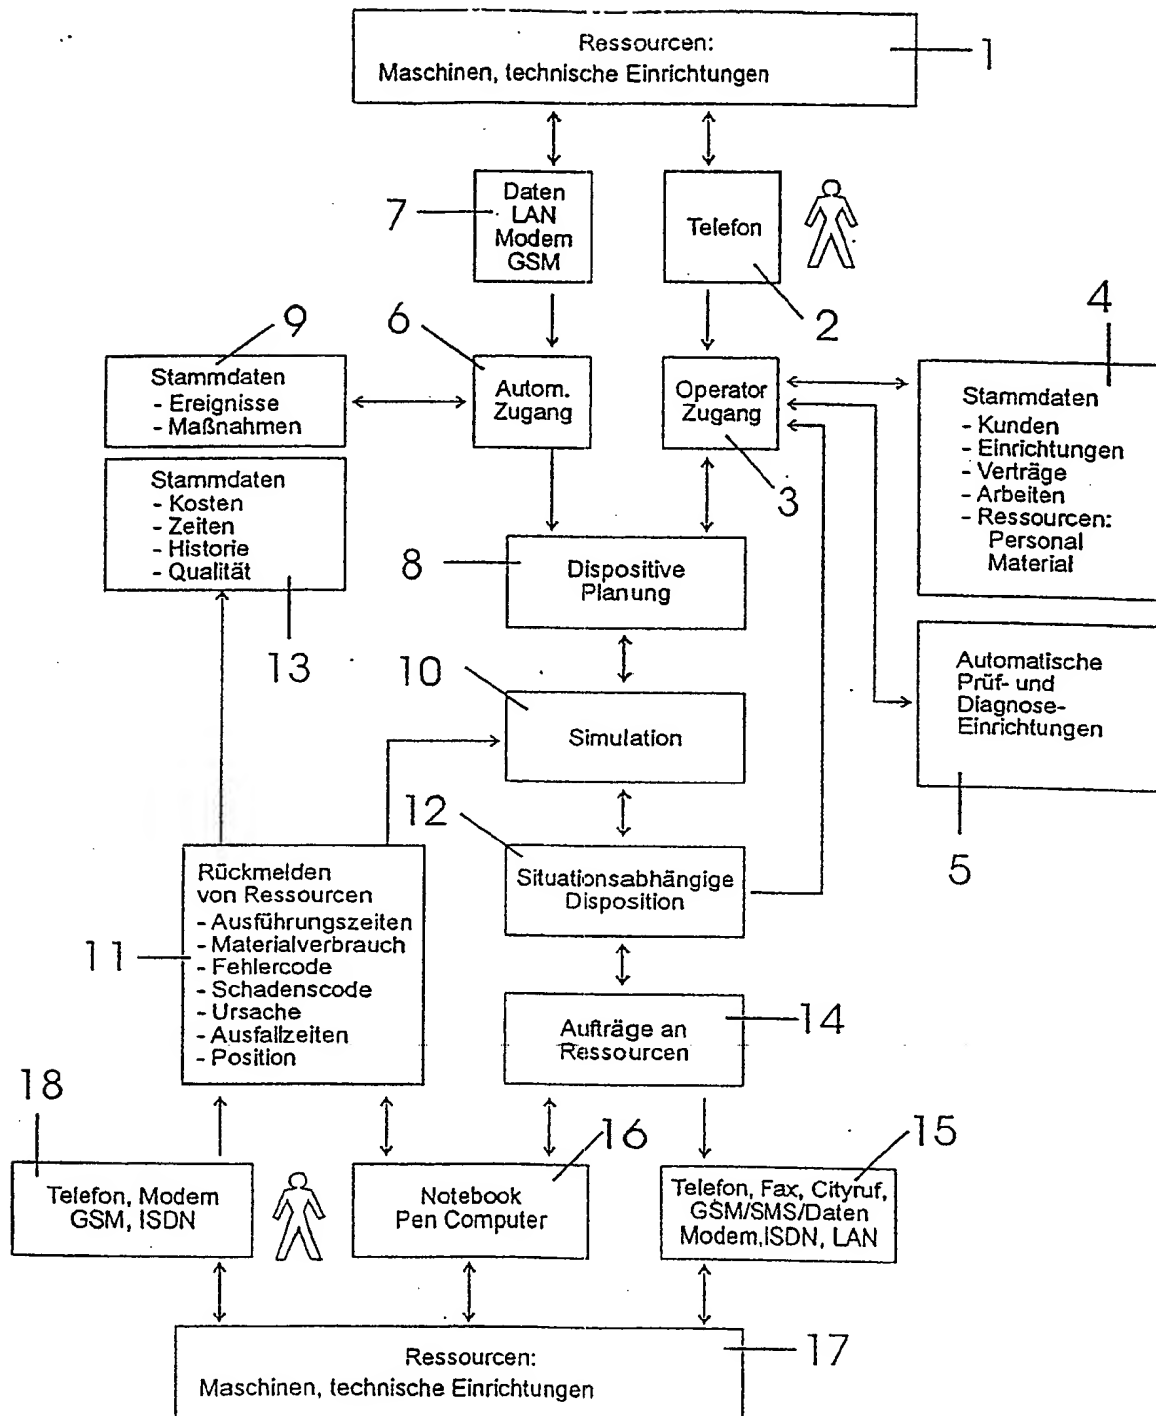 Ressourcen:
Maschinen, technische Einrichtungen
1
Daten
LAN
Modem
GSM
7
Telefon
2
4
9
6
Stammdaten
- Ereignisse
- Maßnahmen
Autom.
Zugang
Operator
Zugang
3
Stammdaten
- Kunden
- Einrichtungen
- Verträge
- Arbeiten
- Ressourcen:
Personal
Material
Stammdaten
- Kosten
- Zeiten
- Historie
- Qualität
13
8
Dispositive
Planung
10
Simulation
Automatische
Prüf- und
Diagnose-
Einrichtungen
5
12
Situationsabhängige
Disposition
Rückmelden
von Ressourcen
- Ausführungszeiten
- Materialverbrauch
- Fehlercode
- Schadenscode
- Ursache
- Ausfallzeiten
- Position
11
Aufträge an
Ressourcen
14
18
16
15
Telefon, Modem
GSM, ISDN
Notebook
Pen Computer
Telefon, Fax, Cityruf,
GSM/SMS/Daten
Modem,ISDN, LAN
Ressourcen:
Maschinen, technische Einrichtungen
17